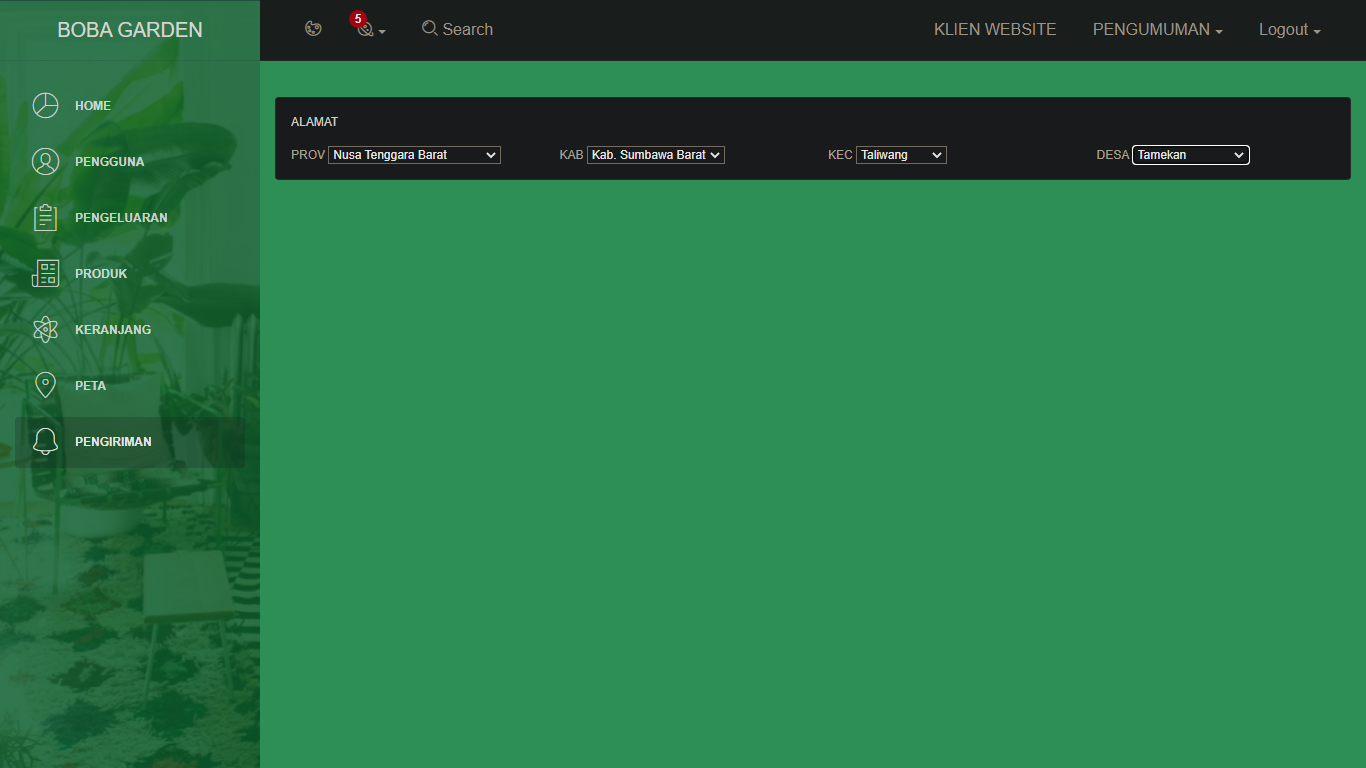 BOBA GARDEN
5
Search
KLIEN WEBSITE
PENGUMUMAN
Logout
HOME
PENGGUNA
PENGELUARAN
PRODUK
KERANJANG
PETA
PENGIRIMAN
ALAMAT
PROV Nusa Tenggara Barat KAB Kab. Sumbawa Barat KEC Taliwang DESA Tamekan